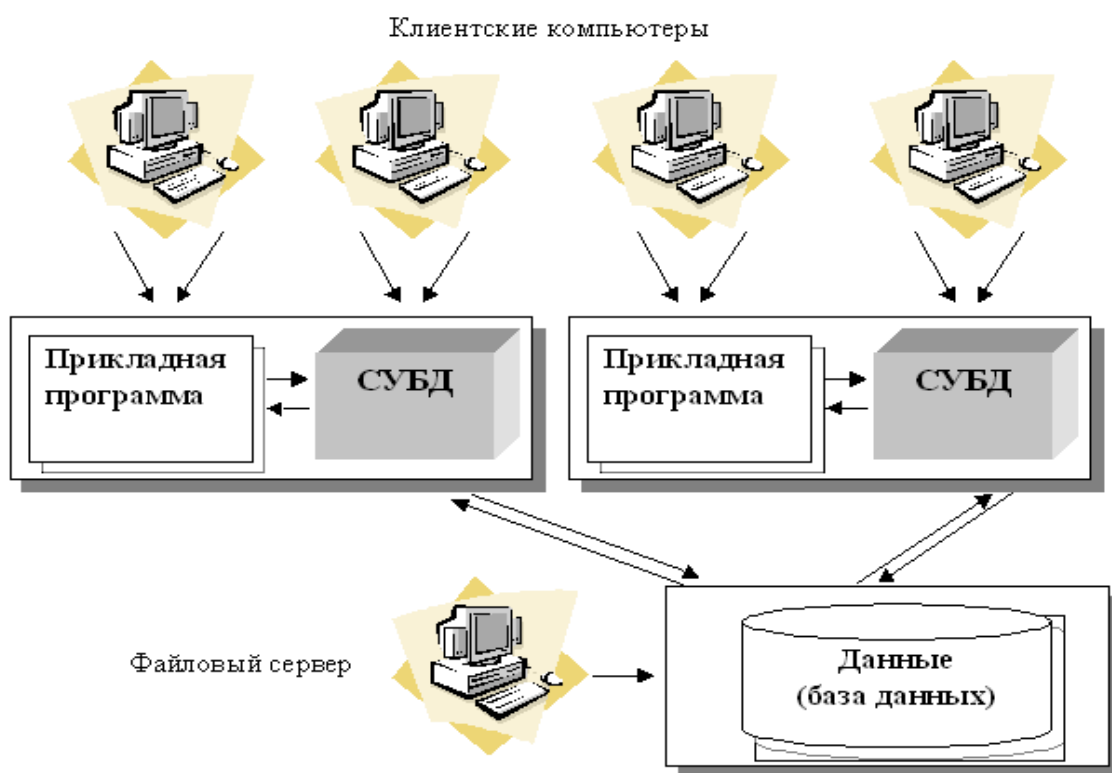 Клиентские компьютеры
Прикладная
программа
СУБД
Прикладная
программа
СУБД
Файловый сервер
Данные
(база данных)